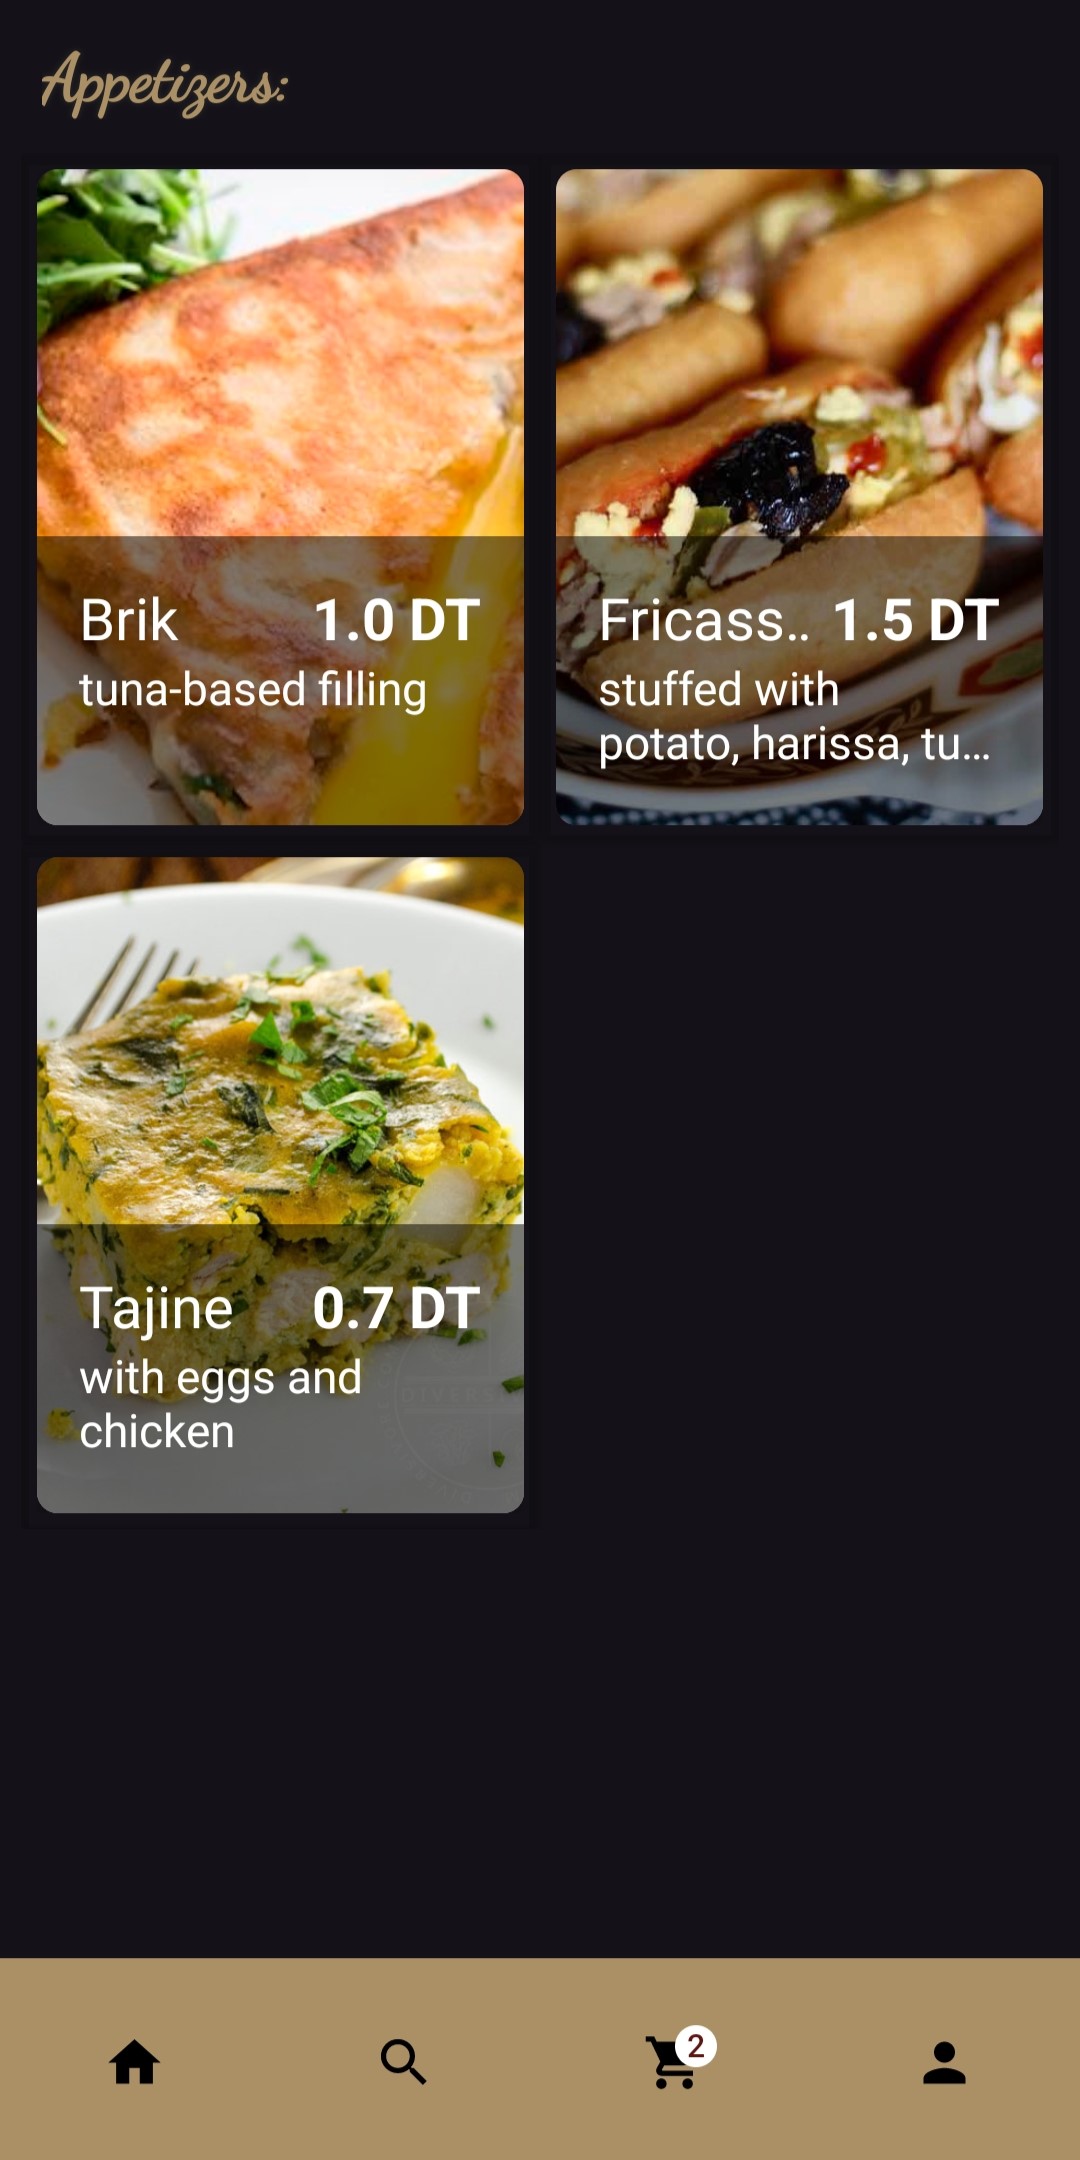 Appetizers:
Brik 1.0 DT
tuna-based filling
Fricass.. 1.5 DT
stuffed with
potato, harissa, tu...
Tajine 0.7 DT
with eggs and
chicken
2